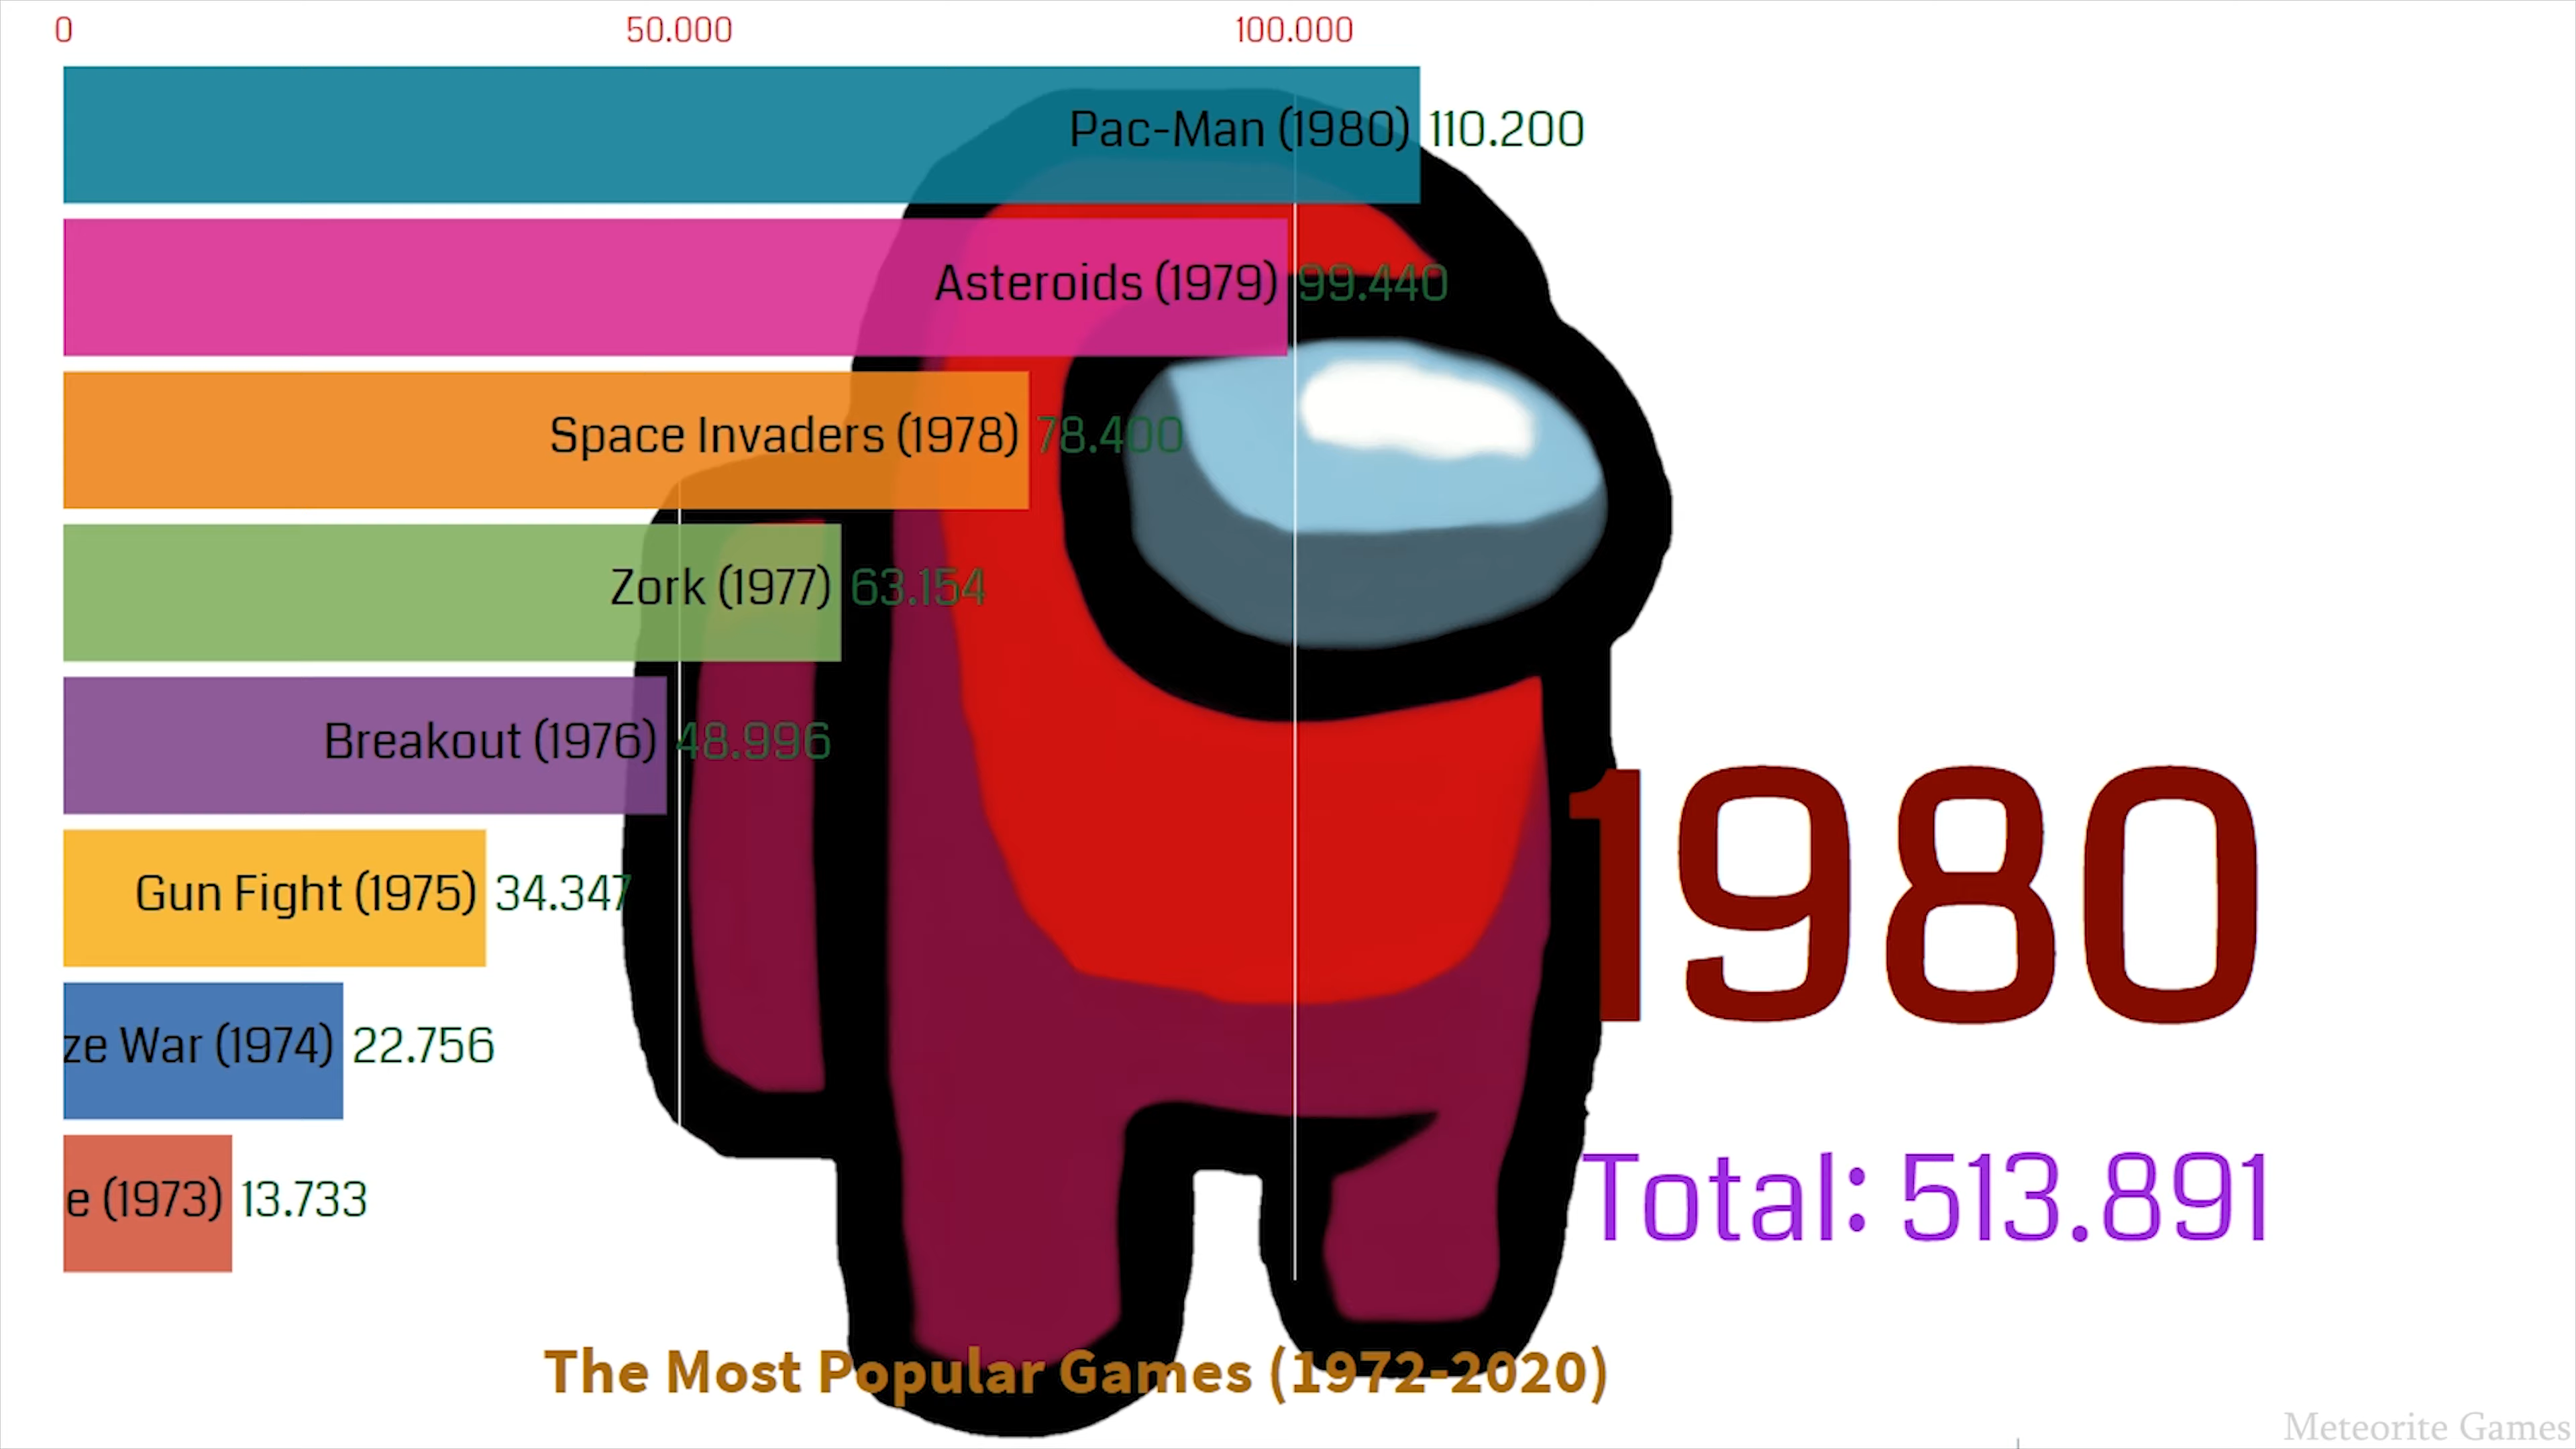 0 50.000 100.000
Pac-Man (1980) 110.200
Asteroids (1979) 99.440
Space Invaders (1978) 78.400
Zork (1977) 63.154
Breakout (1976) 48.996
Gun Fight (1975) 34.347
ze War (1974) 22.756
e (1973) 13.733
1980
Total: 513.891
The Most Popular Games (1972-2020)
Meteorite Games